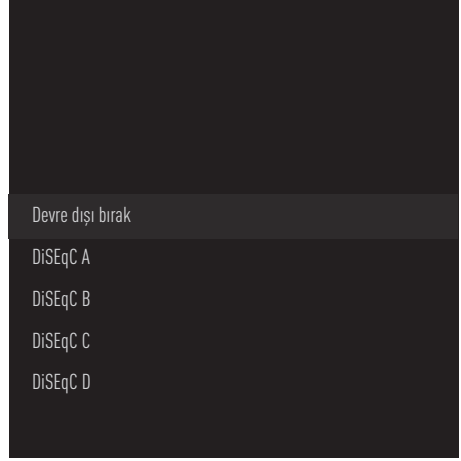 Devre dışı bırak
DiSEqC A
DiSEqC B
DiSEqC C
DiSEqC D